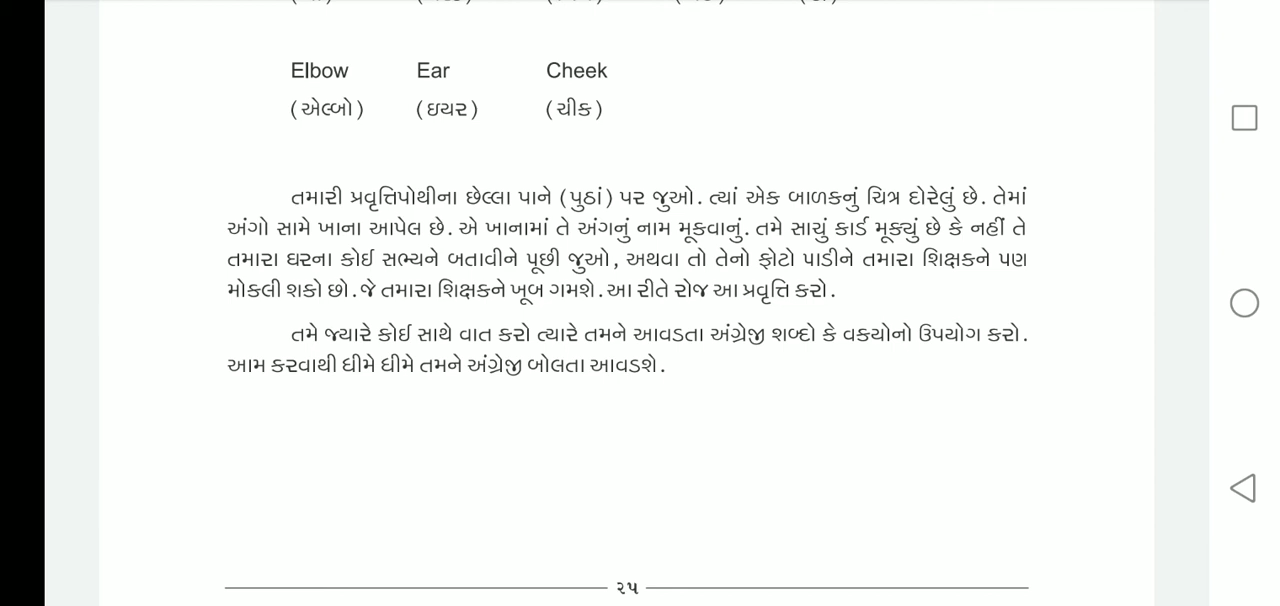 Elbow Ear Cheek
(એલ્બો) (ઇયર) (ચીક)
તમારી પ્રવૃત્તિપોથીના છેલ્લા પાને (પુઠાં) પર જુઓ. ત્યાં એક બાળકનું ચિત્ર દોરેલું છે. તેમાં
અંગો સામે ખાના આપેલ છે. એ ખાનામાં તે અંગનું નામ મૂકવાનું. તમે સાચું કાર્ડ મૂક્યું છે કે નહીં તે
તમારા ઘરના કોઈ સભ્યને બતાવીને પૂછી જુઓ, અથવા તો તેનો ફોટો પાડીને તમારા શિક્ષકને પણ
મોકલી શકો છો. જે તમારા શિક્ષકને ખૂબ ગમશે. આ રીતે રોજ આ પ્રવૃત્તિ કરો.
તમે જ્યારે કોઈ સાથે વાત કરો ત્યારે તમને આવડતા અંગ્રેજી શબ્દો કે વકયોનો ઉપયોગ કરો.
આમ કરવાથી ધીમે ધીમે તમને અંગ્રેજી બોલતા આવડશે.
૨૫